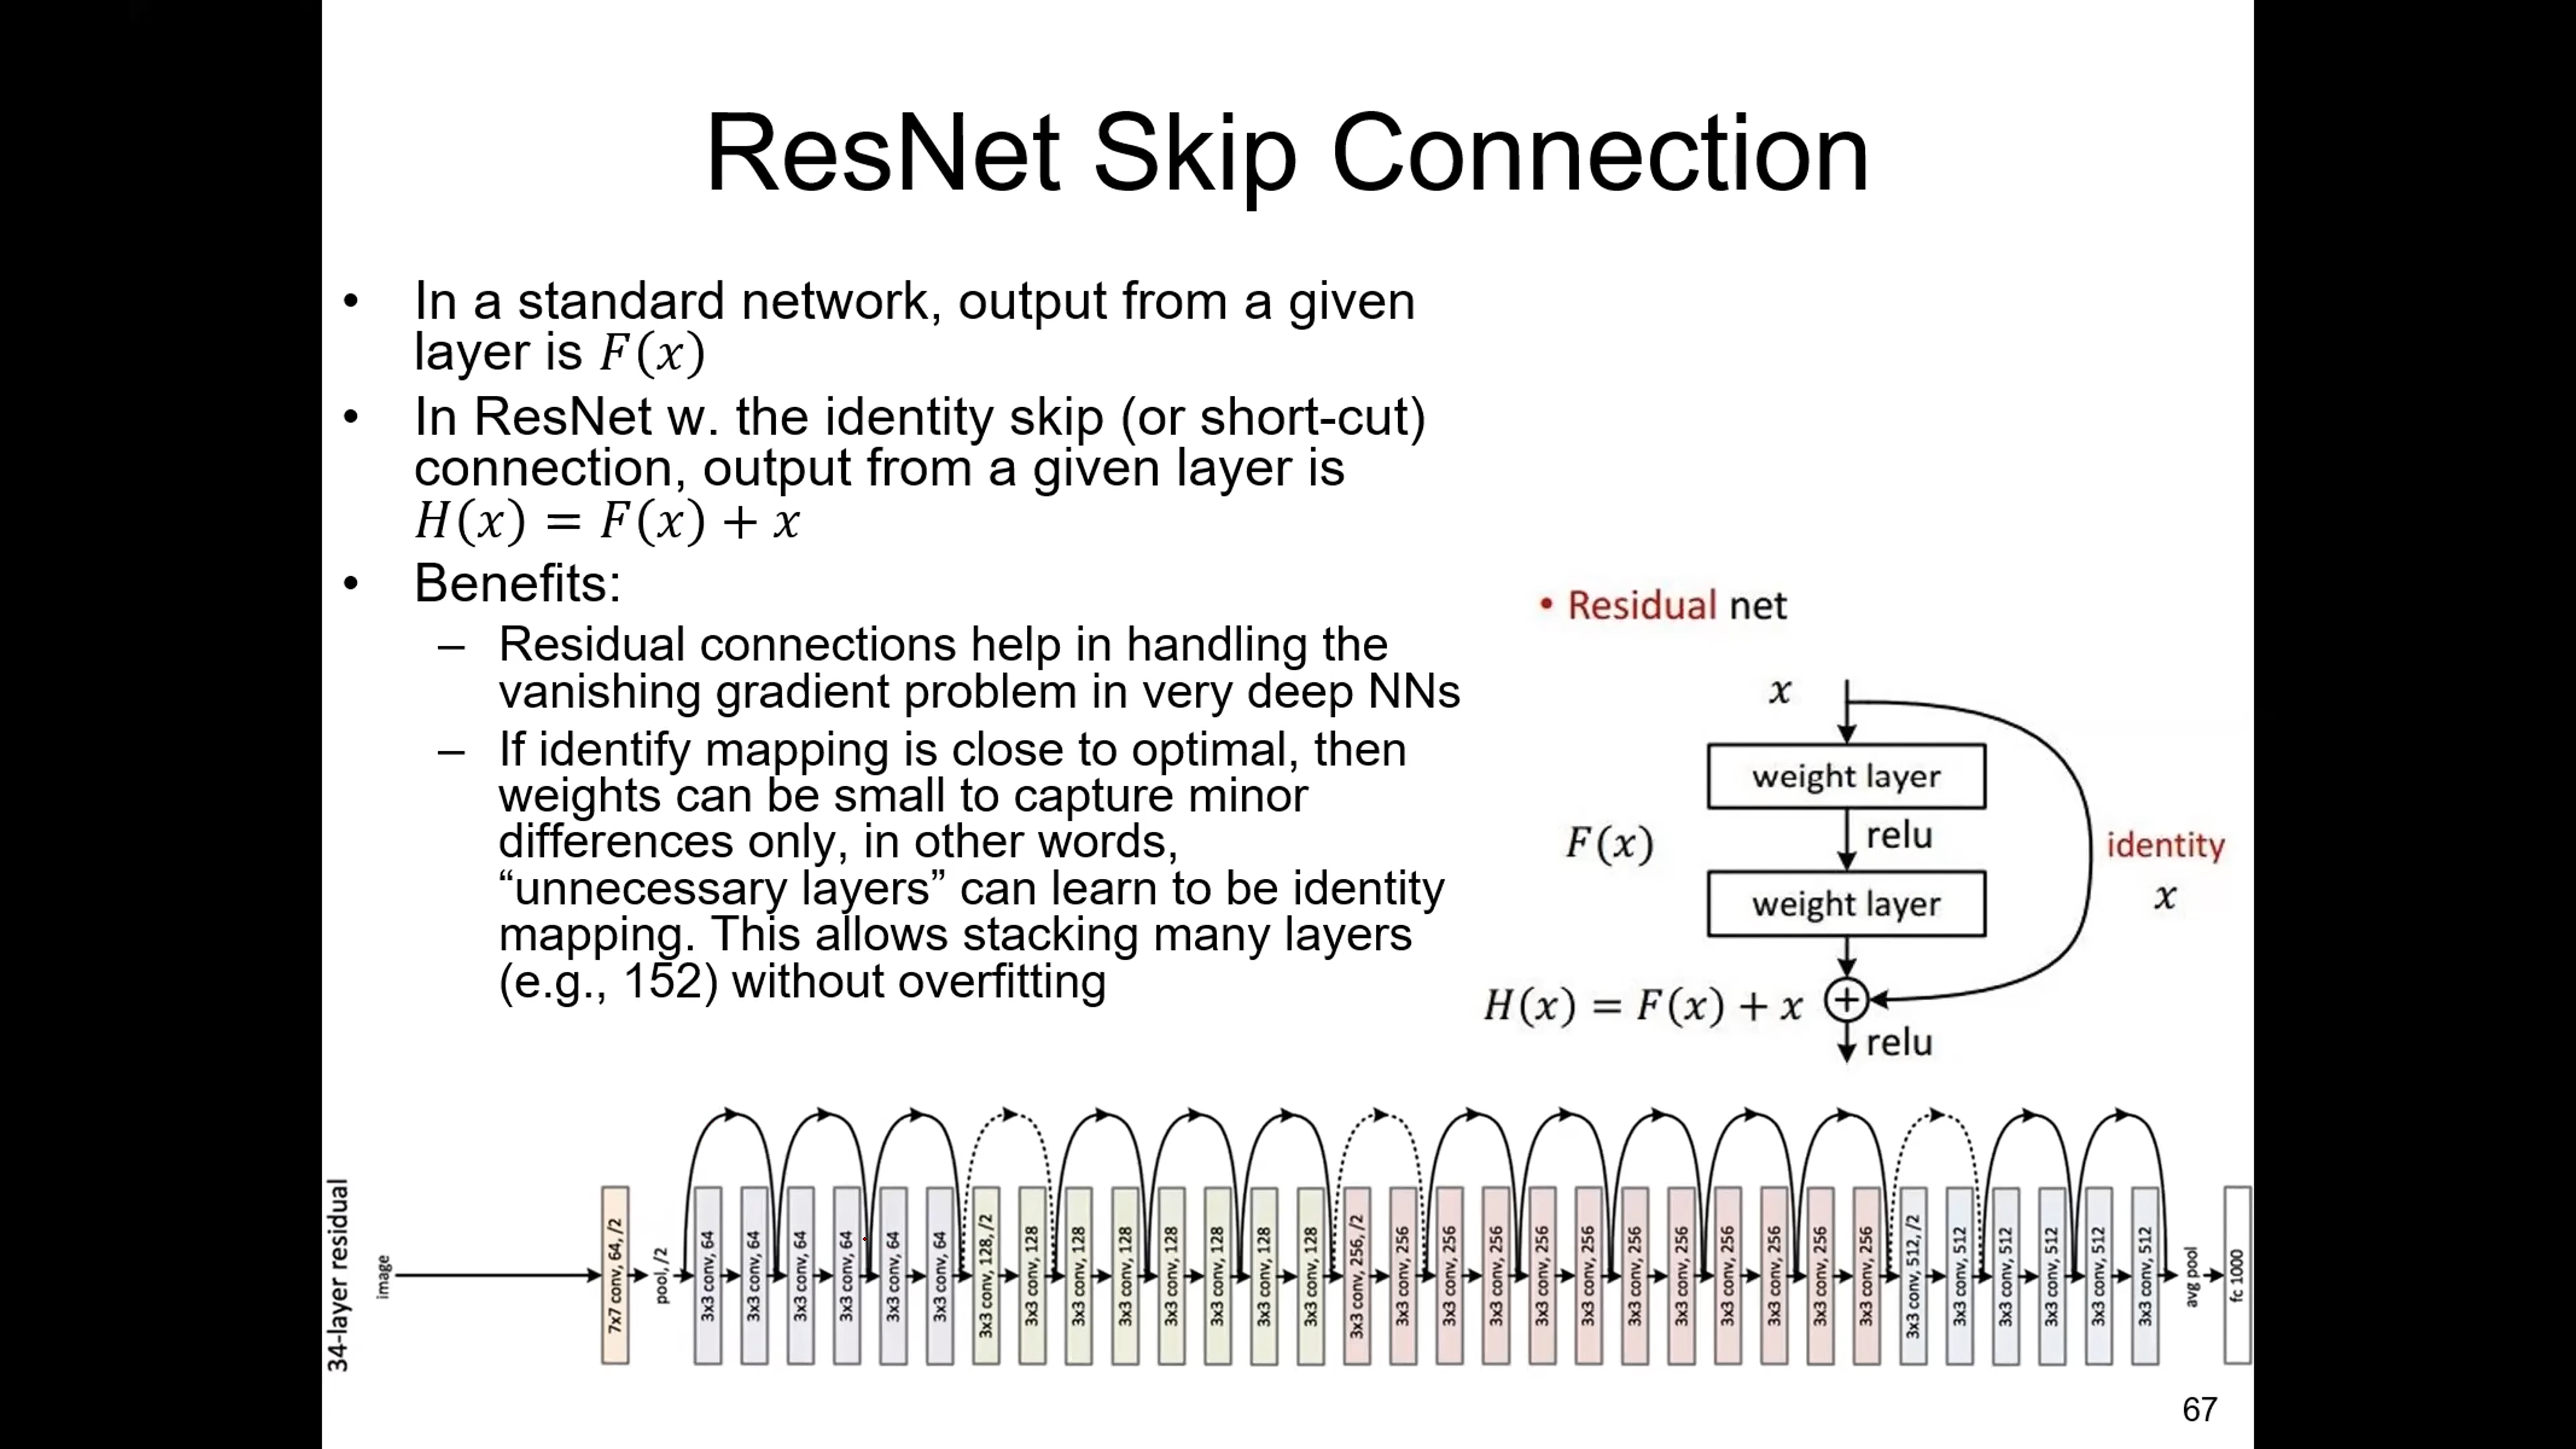 ResNet Skip Connection
• In a standard network, output from a given
layer is F(x)
• In ResNet w. the identity skip (or short-cut)
connection, output from a given layer is
H(x) = F(x) + x
• Benefits:
– Residual connections help in handling the
vanishing gradient problem in very deep NNs
– If identify mapping is close to optimal, then
weights can be small to capture minor
differences only, in other words,
“unnecessary layers” can learn to be identity
mapping. This allows stacking many layers
(e.g., 152) without overfitting
• Residual net
x
weight layer
relu
F(x)
identity
x
weight layer
H(x) = F(x) + x
relu
34-layer residual
image
7x7 conv, 64, /2
pool, /2
3x3 conv, 64
3x3 conv, 64
3x3 conv, 64
3x3 conv, 64
3x3 conv, 64
3x3 conv, 64
3x3 conv, 128, /2
3x3 conv, 128
3x3 conv, 128
3x3 conv, 128
3x3 conv, 128
3x3 conv, 128
3x3 conv, 128
3x3 conv, 128
3x3 conv, 256, /2
3x3 conv, 256
3x3 conv, 256
3x3 conv, 256
3x3 conv, 256
3x3 conv, 256
3x3 conv, 256
3x3 conv, 256
3x3 conv, 256
3x3 conv, 256
3x3 conv, 256
3x3 conv, 256
3x3 conv, 512, /2
3x3 conv, 512
3x3 conv, 512
3x3 conv, 512
3x3 conv, 512
3x3 conv, 512
avg pool
fc 1000
67